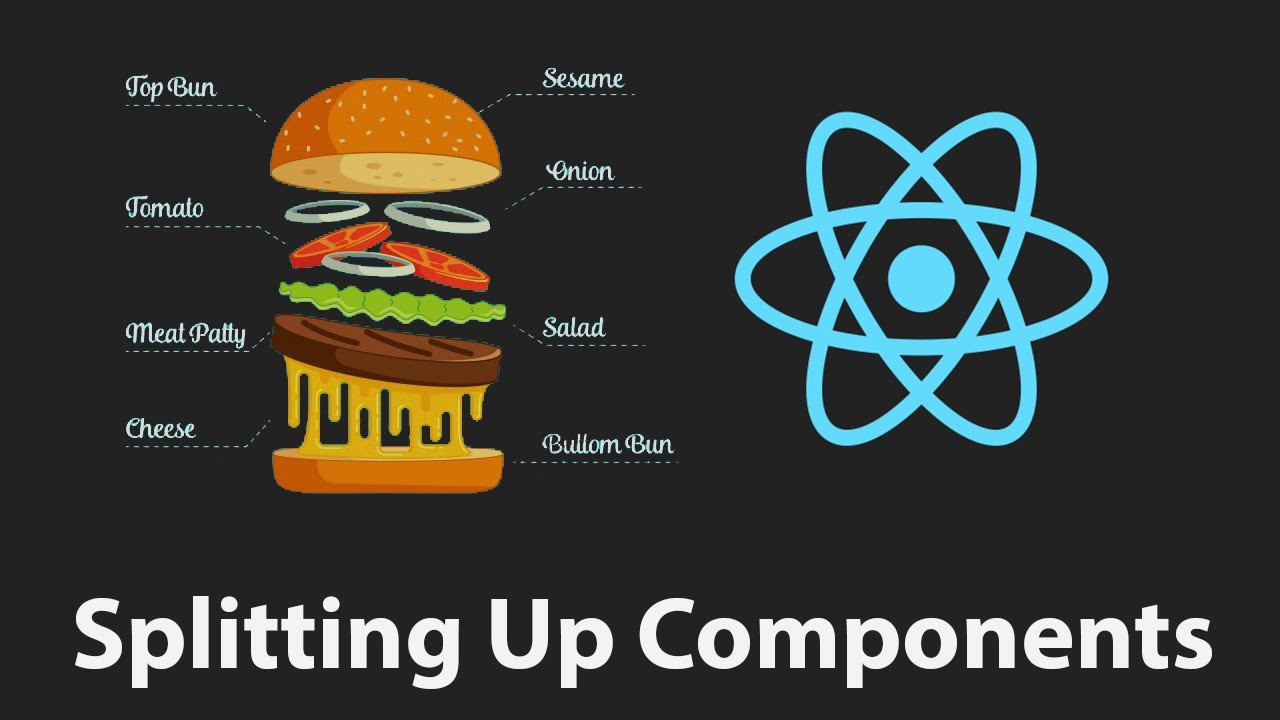 Top Bun
Sesame
Onion
Tomato
Meat Patty
Salad
Cheese
Bullom Bun
Splitting Up Components